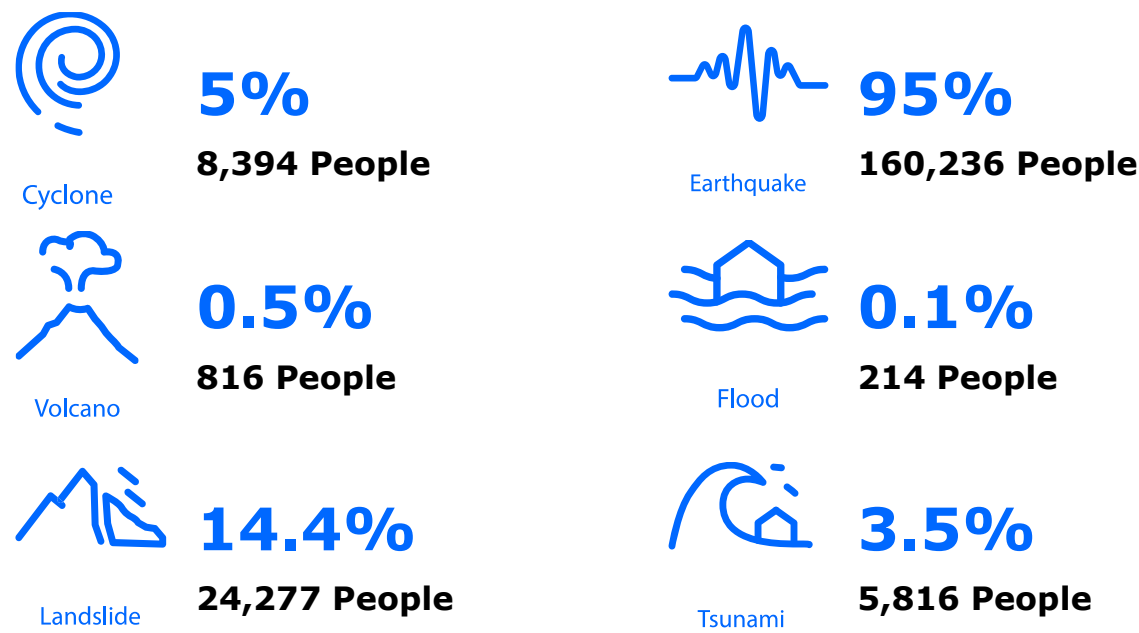 5%
8,394 People
Cyclone
95%
160,236 People
Earthquake
0.5%
816 People
Volcano
0.1%
214 People
Flood
14.4%
24,277 People
Landslide
3.5%
5,816 People
Tsunami